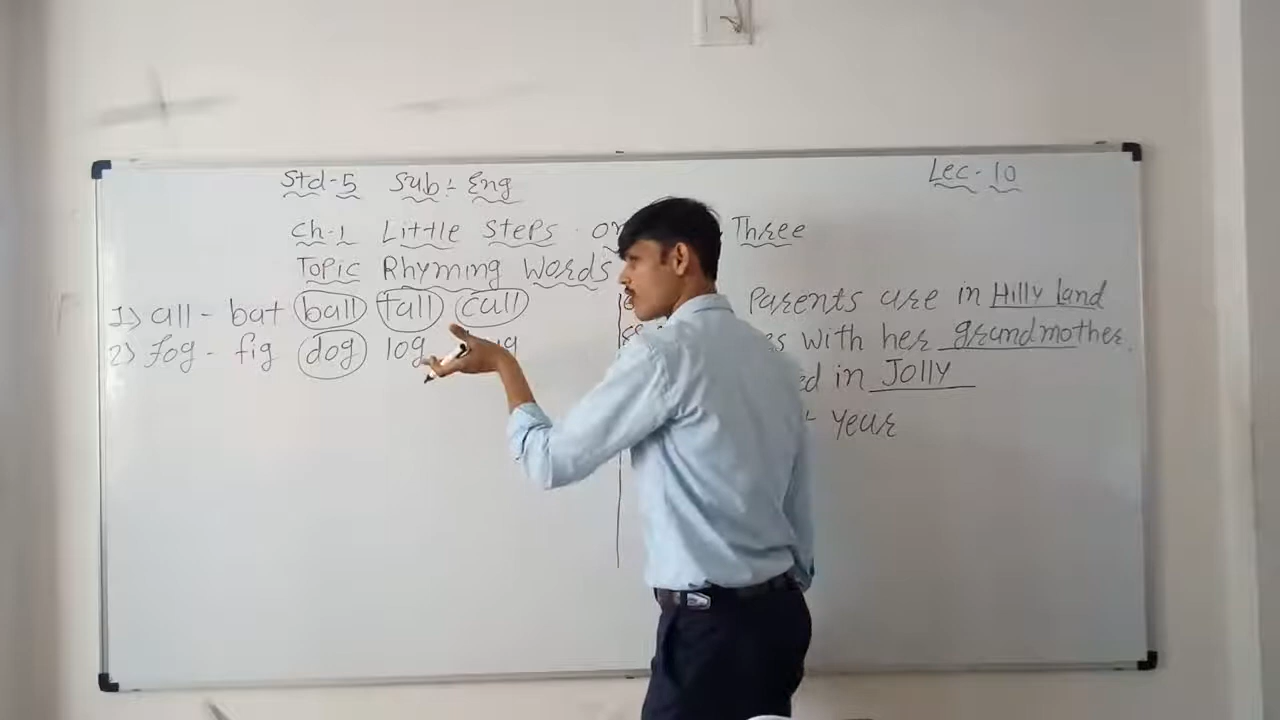 Std-5 Sub:- Eng
Lec-10
Ch-1 Little Steps Three
Topic Rhyming Words
1) all - bat ball fall call
2) fog - fig dog log
Parents are in Hilly land
with her grandmother.
in Jolly
Year